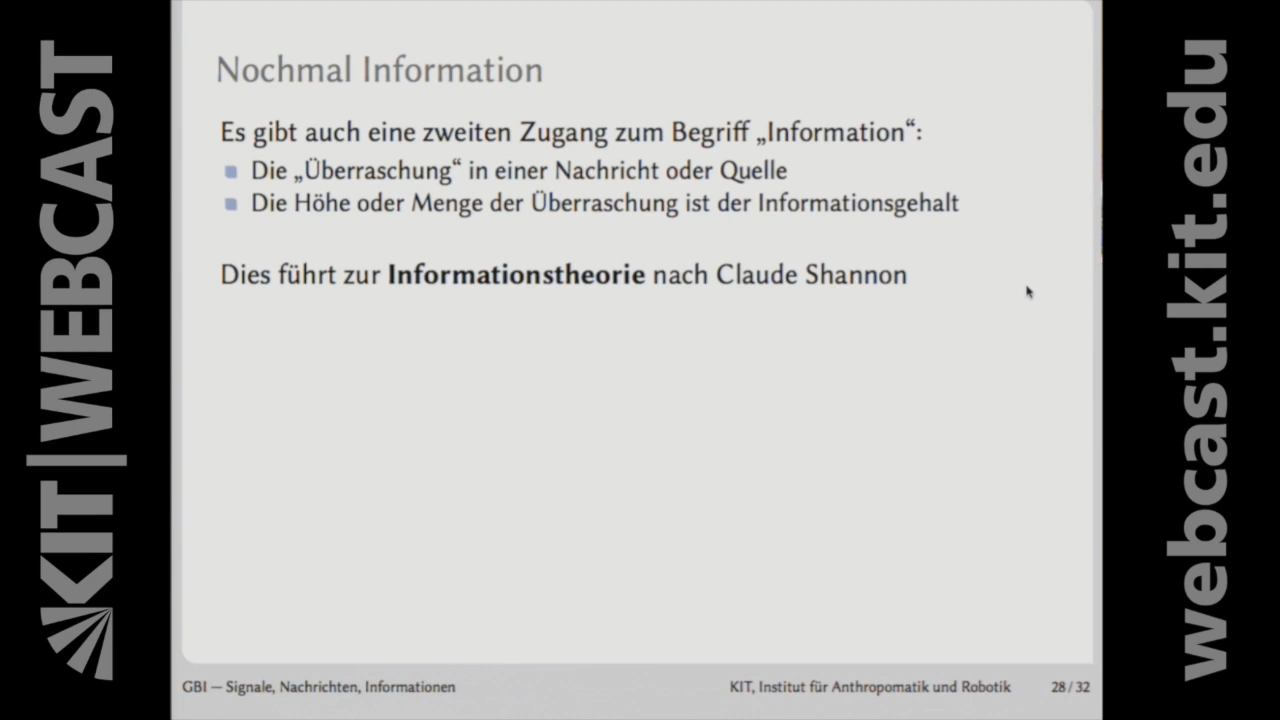 KIT|WEBCAST
Nochmal Information
Es gibt auch eine zweiten Zugang zum Begriff „Information“:
Die „Überraschung“ in einer Nachricht oder Quelle
Die Höhe oder Menge der Überraschung ist der Informationsgehalt
Dies führt zur Informationstheorie nach Claude Shannon
GBI — Signale, Nachrichten, Informationen
KIT, Institut für Anthropomatik und Robotik
28/32
webcast.kit.edu